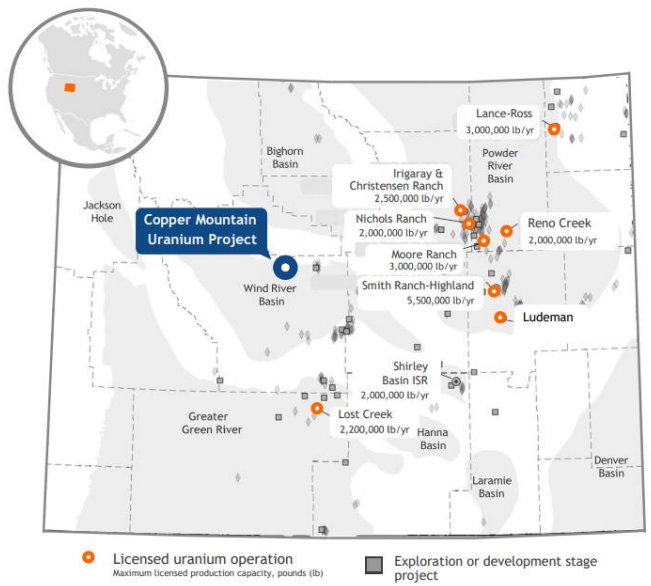 Lance-Ross
3,000,000 lb/yr
Bighorn
Basin
Powder
River
Basin
Irigaray &
Christensen Ranch
2,500,000 lb/yr
Jackson
Hole
Copper Mountain
Uranium Project
Nichols Ranch
2,000,000 lb/yr
Reno Creek
2,000,000 lb/yr
Moore Ranch
3,000,000 lb/yr
Wind River
Basin
Smith Ranch-Highland
5,500,000 lb/yr
Ludeman
Shirley
Basin ISR
2,000,000 lb/yr
Greater
Green River
Lost Creek
2,200,000 lb/yr
Hanna
Basin
Denver
Basin
Laramie
Basin
Licensed uranium operation
Maximum licensed production capacity, pounds (lb)
Exploration or development stage
project